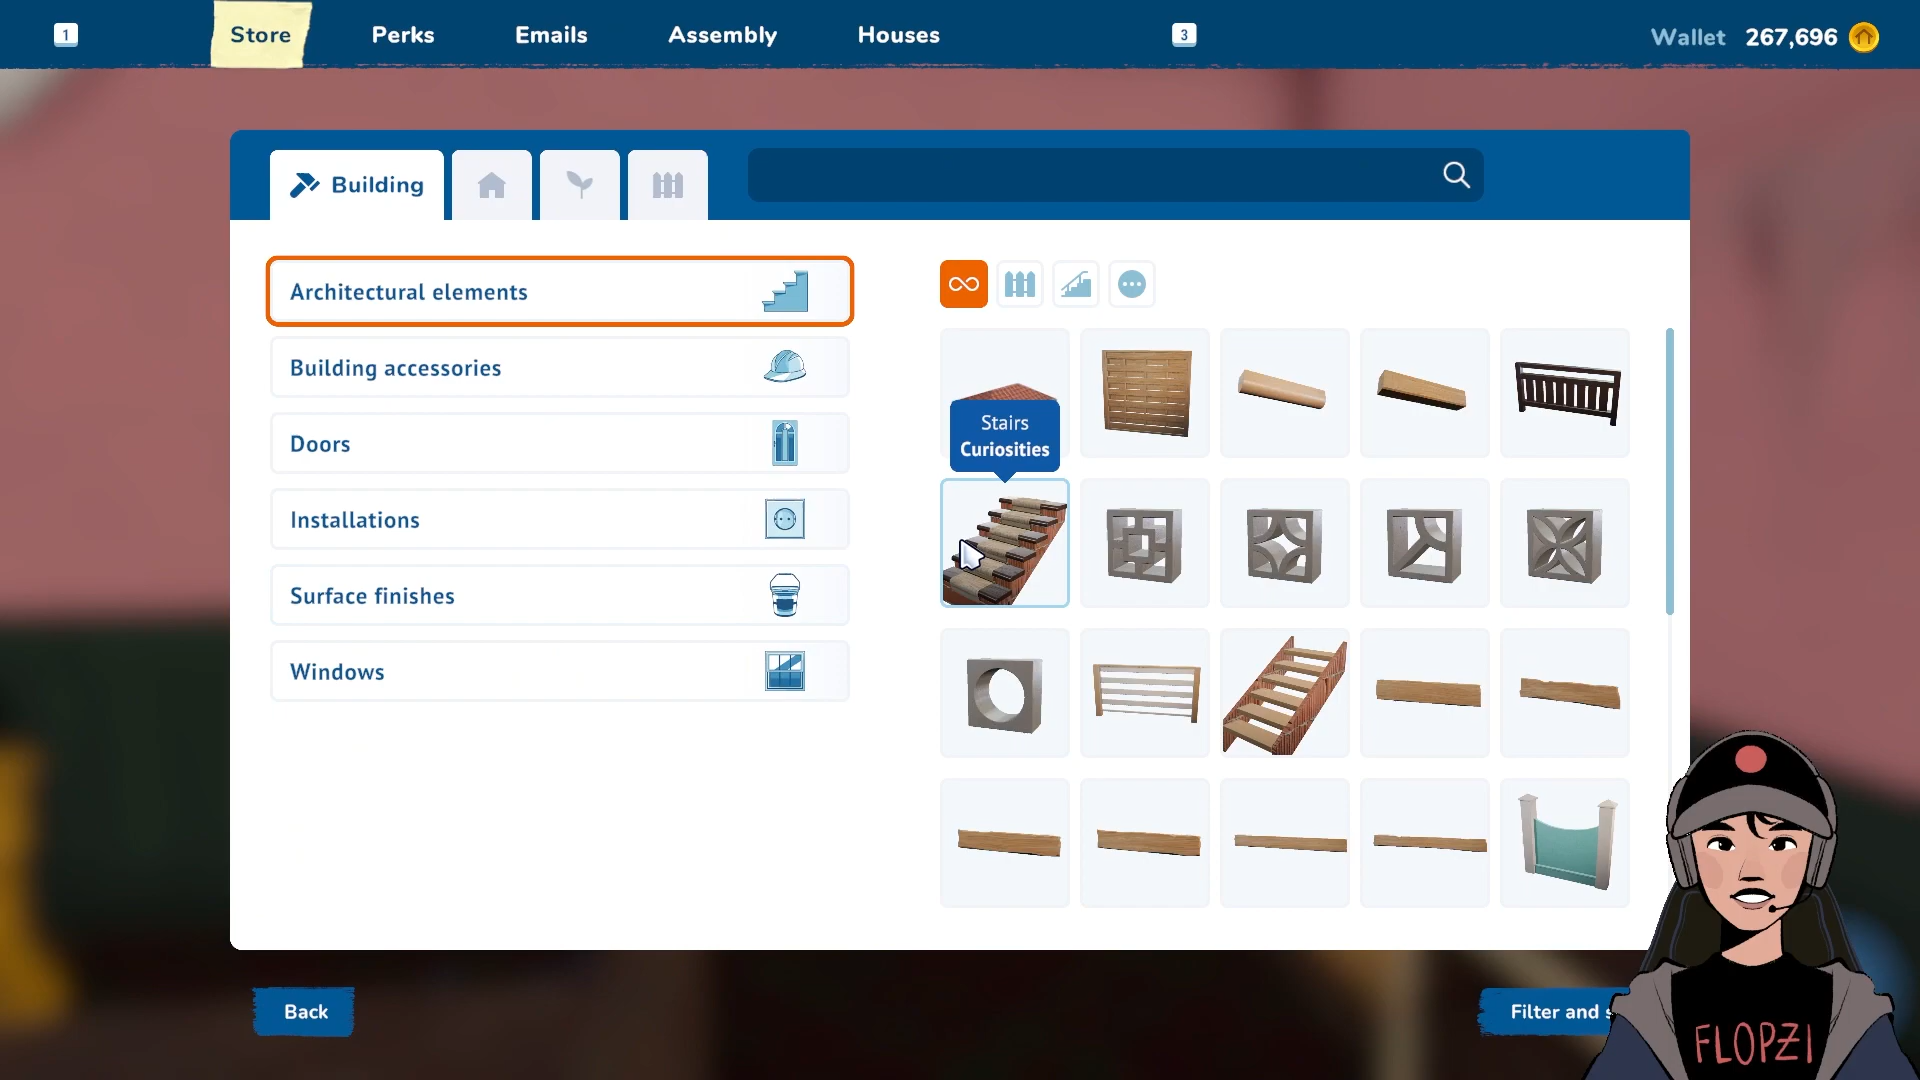 1
Store
Perks
Emails
Assembly
Houses
3
Wallet 267,696
Building
Architectural elements
Building accessories
Doors
Installations
Surface finishes
Windows
Stairs
Curiosities
Back
Filter and
FLOPZI